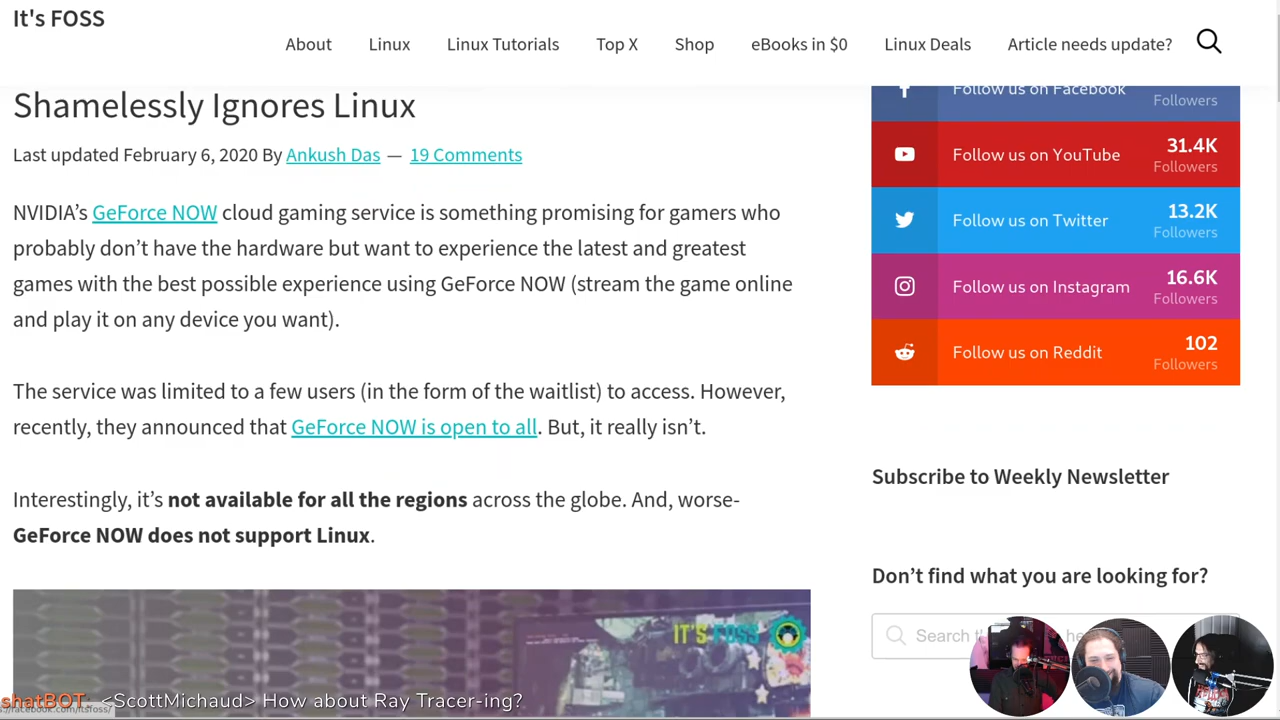 It's FOSS
About Linux Linux Tutorials Top X Shop eBooks in $0 Linux Deals Article needs update?
Shamelessly Ignores Linux
Last updated February 6, 2020 By Ankush Das — 19 Comments
NVIDIA’s GeForce NOW cloud gaming service is something promising for gamers who
probably don’t have the hardware but want to experience the latest and greatest
games with the best possible experience using GeForce NOW (stream the game online
and play it on any device you want).
The service was limited to a few users (in the form of the waitlist) to access. However,
recently, they announced that GeForce NOW is open to all. But, it really isn’t.
Interestingly, it’s not available for all the regions across the globe. And, worse-
GeForce NOW does not support Linux.
IT'S FOSS
Follow us on Facebook
Followers
Follow us on YouTube 31.4K
Followers
Follow us on Twitter 13.2K
Followers
Follow us on Instagram 16.6K
Followers
Follow us on Reddit 102
Followers
Subscribe to Weekly Newsletter
Don’t find what you are looking for?
Search
shatBOT: <ScottMichaud> How about Ray Tracer-ing?
s://facebook.com/itsfoss/